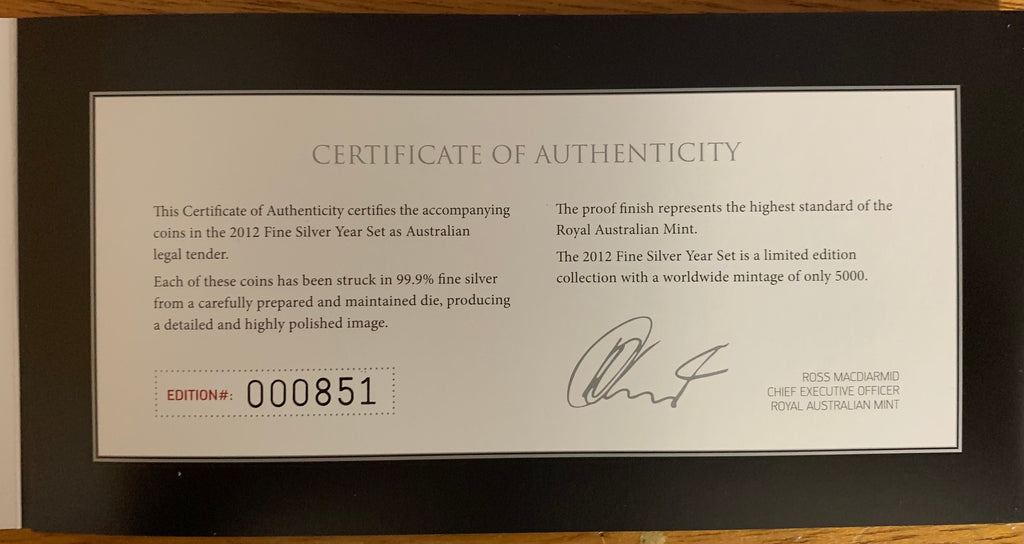 CERTIFICATE OF AUTHENTICITY
This Certificate of Authenticity certifies the accompanying
coins in the 2012 Fine Silver Year Set as Australian
legal tender.
Each of these coins has been struck in 99.9% fine silver
from a carefully prepared and maintained die, producing
a detailed and highly polished image.
EDITION#: 000851
The proof finish represents the highest standard of the
Royal Australian Mint.
The 2012 Fine Silver Year Set is a limited edition
collection with a worldwide mintage of only 5000.
ROSS MACDIARMID
CHIEF EXECUTIVE OFFICER
ROYAL AUSTRALIAN MINT